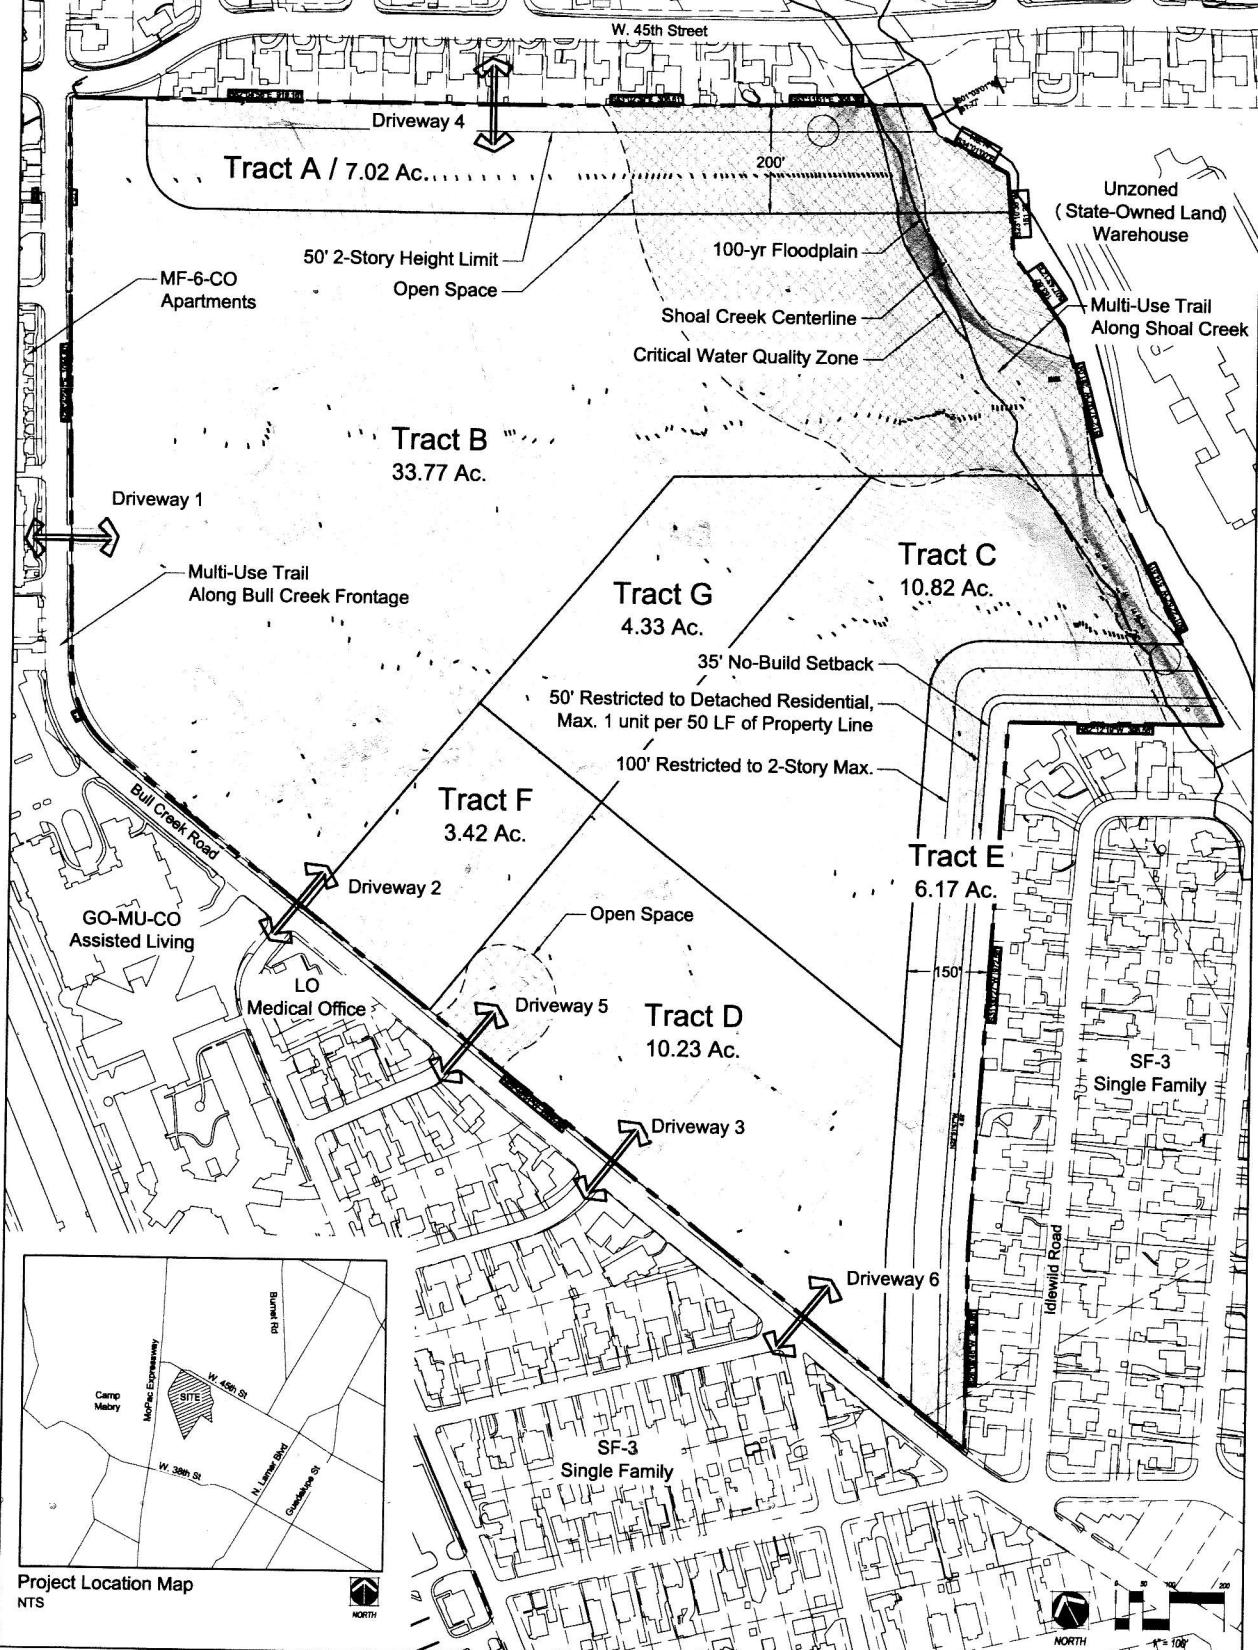 W. 45th Street
Driveway 4
Tract A / 7.02 Ac.
200'
Unzoned
( State-Owned Land)
Warehouse
50' 2-Story Height Limit
Open Space
100-yr Floodplain
MF-6-CO
Apartments
Shoal Creek Centerline
Multi-Use Trail
Along Shoal Creek
Critical Water Quality Zone
Tract B
33.77 Ac.
Driveway 1
Multi-Use Trail
Along Bull Creek Frontage
Tract C
10.82 Ac.
Tract G
4.33 Ac.
35' No-Build Setback
50' Restricted to Detached Residential,
Max. 1 unit per 50 LF of Property Line
100' Restricted to 2-Story Max.
Tract F
3.42 Ac.
Bull Creek Road
Tract E
6.17 Ac.
Driveway 2
GO-MU-CO
Assisted Living
Open Space
150'
LO
Medical Office
Driveway 5
Tract D
10.23 Ac.
SF-3
Single Family
Driveway 3
Idlewild Road
Driveway 6
SF-3
Single Family
Burnet Rd
MoPac Expressway
W. 45th St
Camp
Mabry
SITE
W. 38th St
N. Lamar Blvd
Guadalupe St
Project Location Map
NTS
NORTH
0 50 100 200
NORTH
1" = 100'